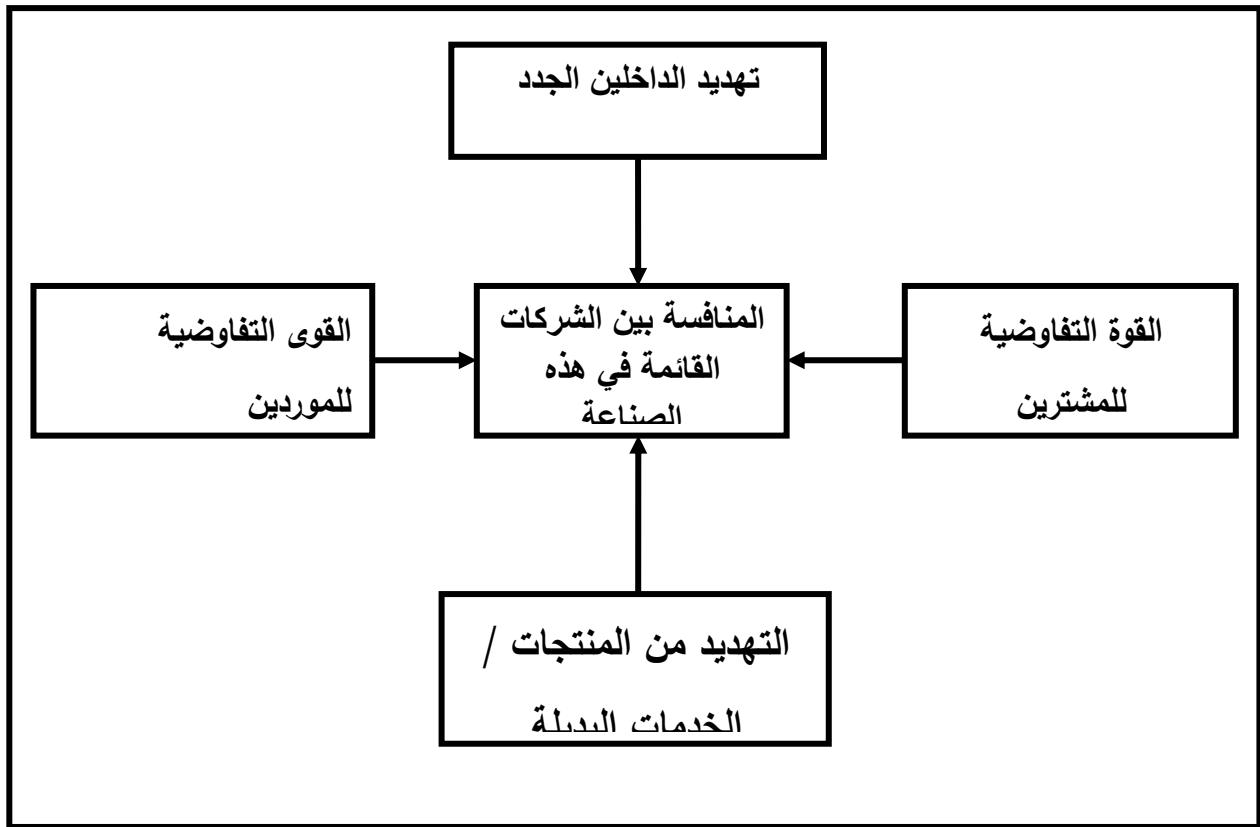 تهديد الداخلين الجدد
القوة التفاوضية
للمشترين
المنافسة بين الشركات
القائمة في هذه
الصناعة
القوى التفاوضية
للموردين
التهديد من المنتجات /
الخدمات البديلة